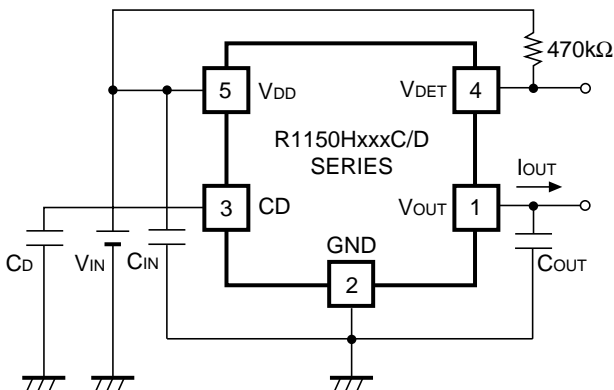 470kΩ
5
VDD
VDET
4
R1150HxxxC/D
SERIES
IOUT
3
CD
VOUT
1
GND
CD
VIN
CIN
2
COUT